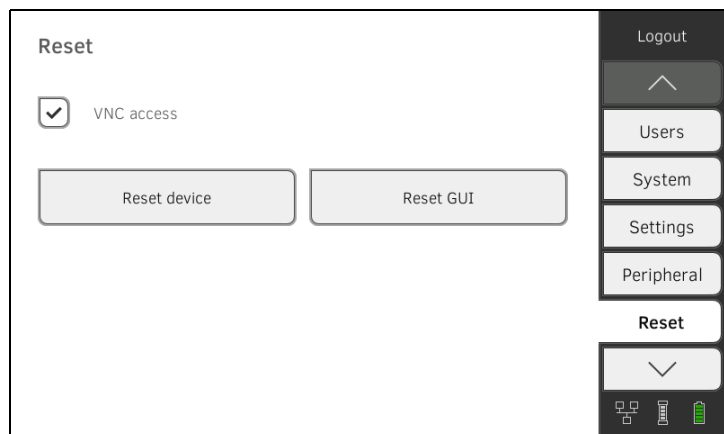 Reset
VNC access
Reset device
Reset GUI
Logout
Users
System
Settings
Peripheral
Reset